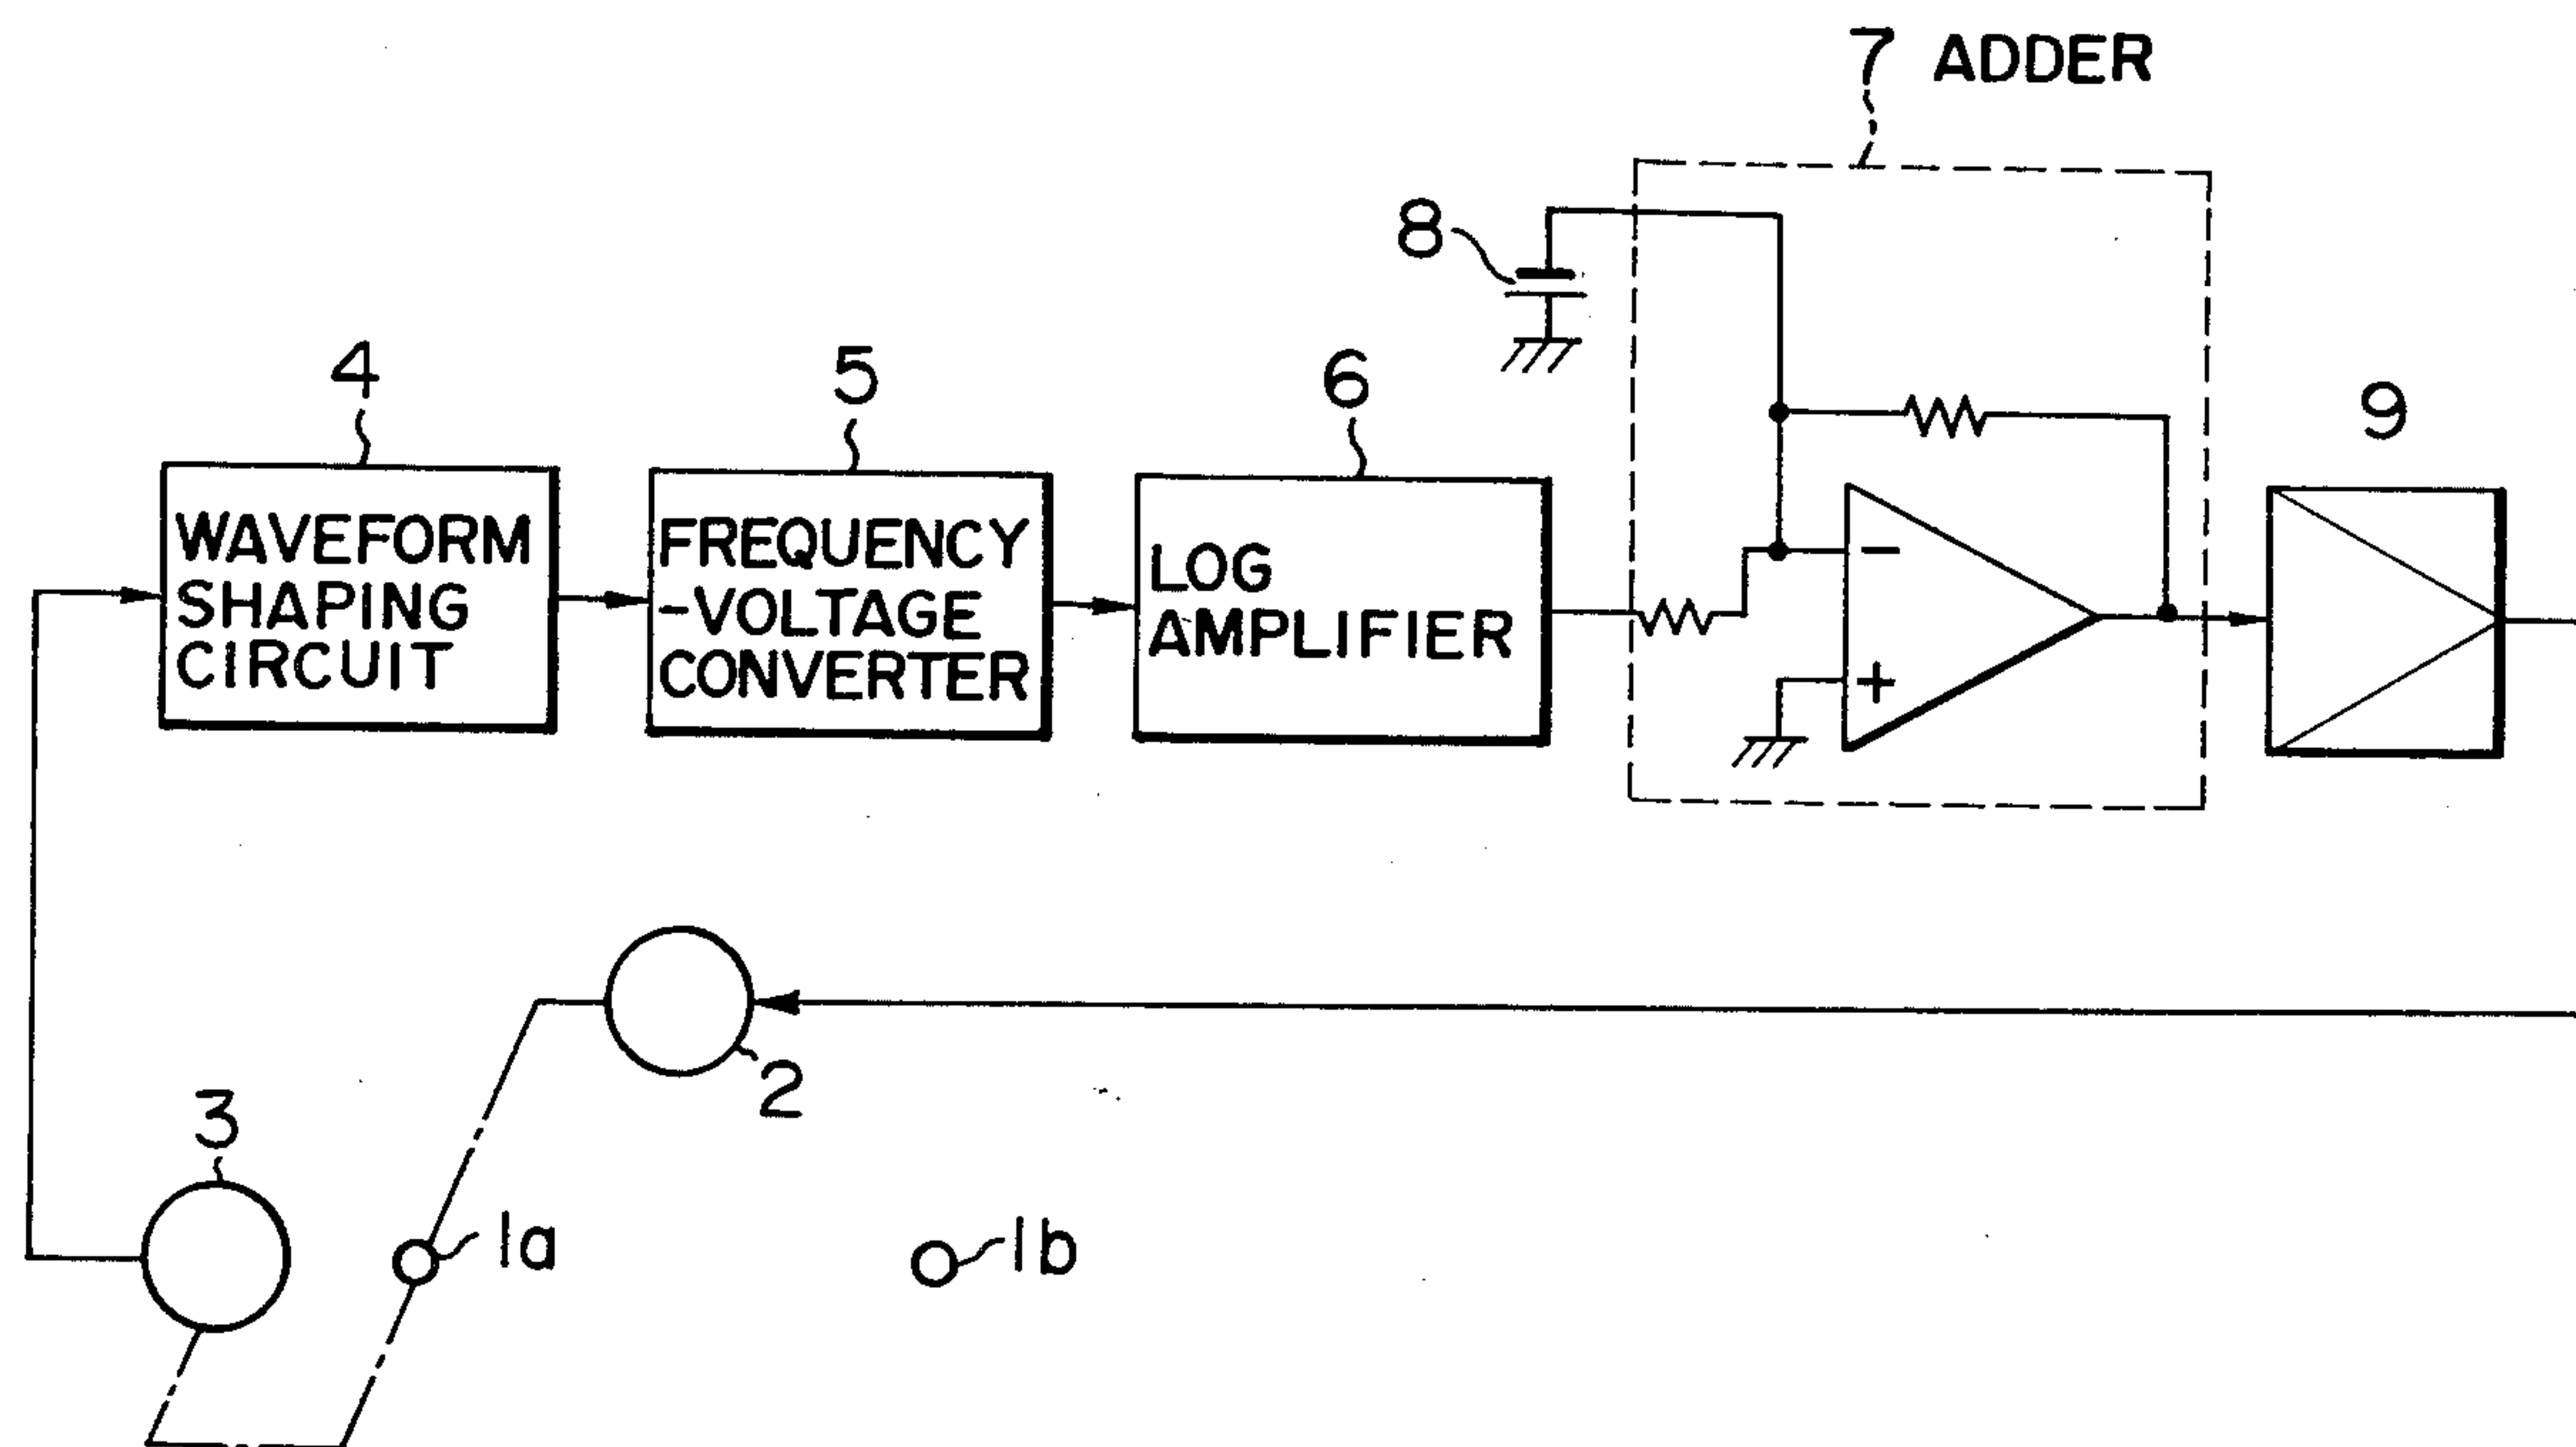 7 ADDER
8
4
5
6
9
WAVEFORM
SHAPING
CIRCUIT
FREQUENCY
-VOLTAGE
CONVERTER
LOG
AMPLIFIER
−
+
2
3
1a
1b